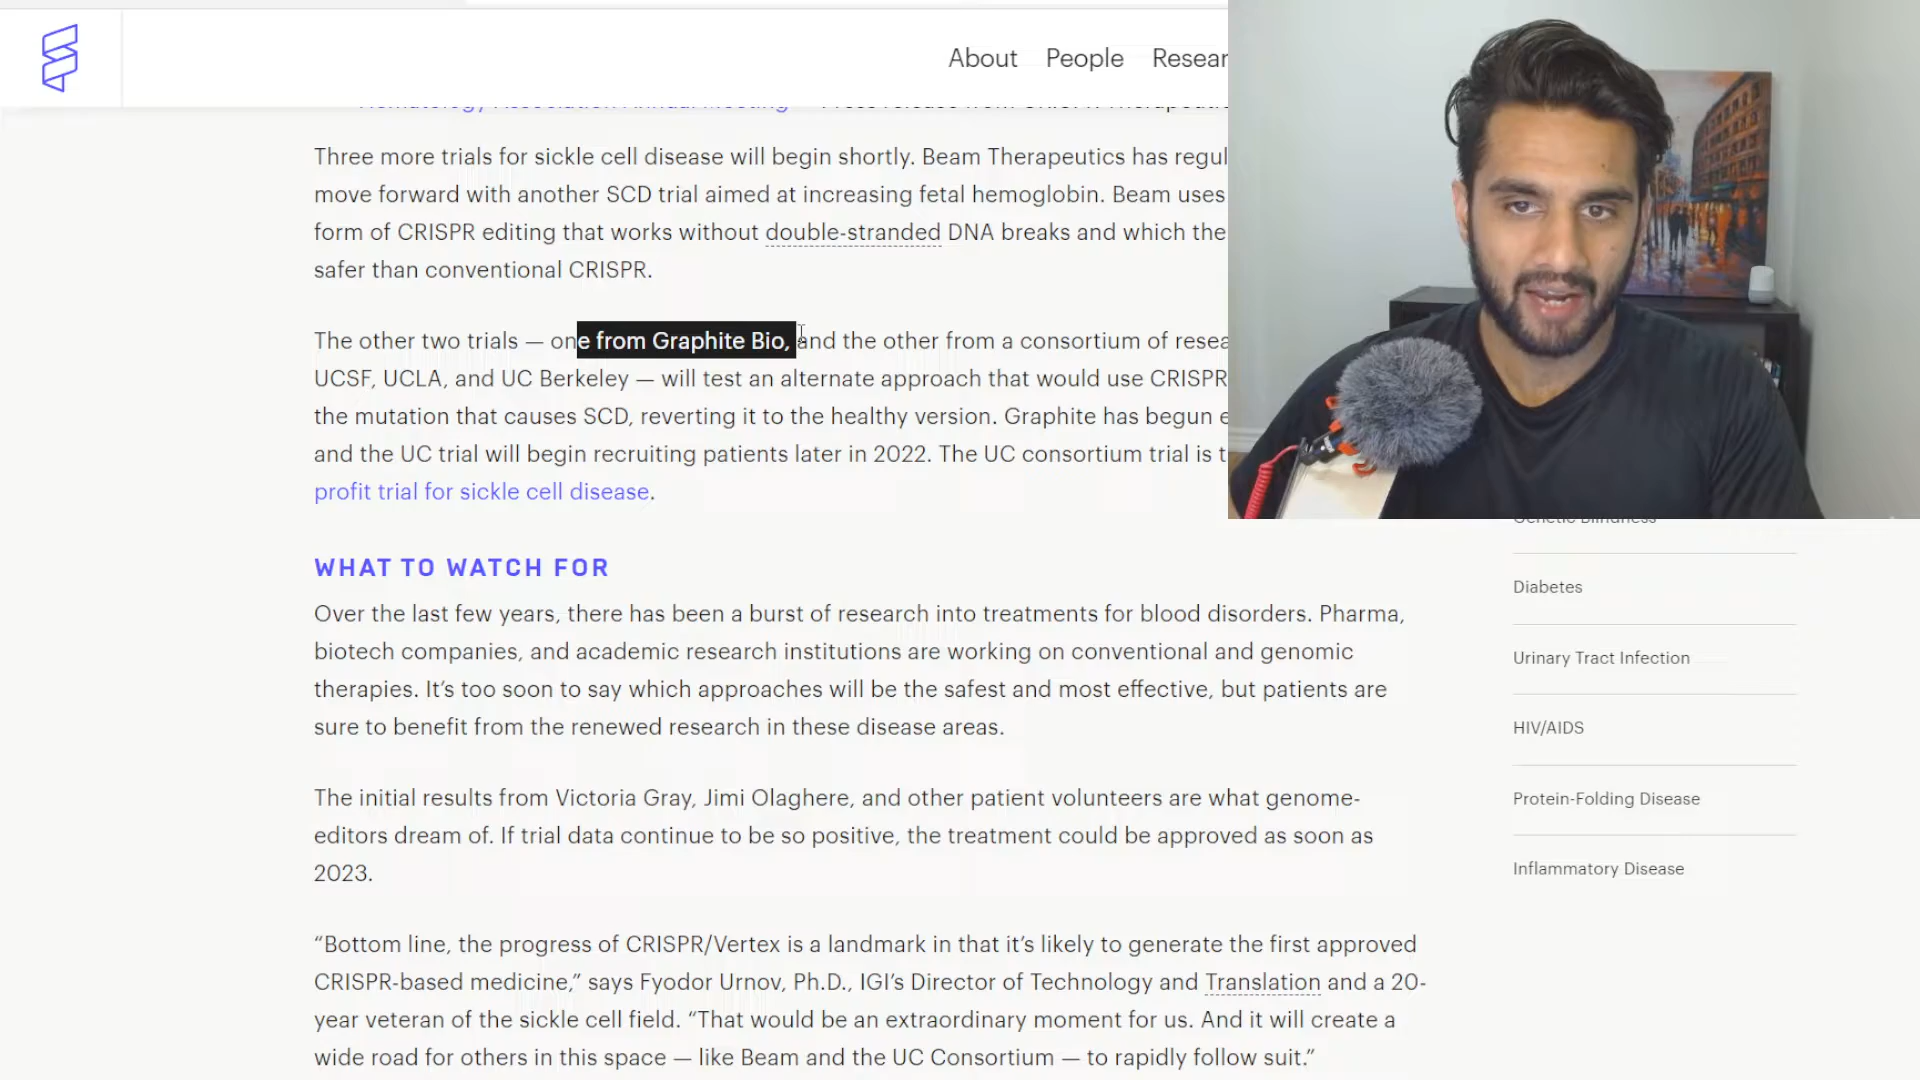 About People Resear
Three more trials for sickle cell disease will begin shortly. Beam Therapeutics has regul
move forward with another SCD trial aimed at increasing fetal hemoglobin. Beam uses
form of CRISPR editing that works without double-stranded DNA breaks and which the
safer than conventional CRISPR.
The other two trials — one from Graphite Bio, and the other from a consortium of resea
UCSF, UCLA, and UC Berkeley — will test an alternate approach that would use CRISPR
the mutation that causes SCD, reverting it to the healthy version. Graphite has begun e
and the UC trial will begin recruiting patients later in 2022. The UC consortium trial is t
profit trial for sickle cell disease.
WHAT TO WATCH FOR
Over the last few years, there has been a burst of research into treatments for blood disorders. Pharma,
biotech companies, and academic research institutions are working on conventional and genomic
therapies. It's too soon to say which approaches will be the safest and most effective, but patients are
sure to benefit from the renewed research in these disease areas.
The initial results from Victoria Gray, Jimi Olaghere, and other patient volunteers are what genome-
editors dream of. If trial data continue to be so positive, the treatment could be approved as soon as
2023.
“Bottom line, the progress of CRISPR/Vertex is a landmark in that it’s likely to generate the first approved
CRISPR-based medicine,” says Fyodor Urnov, Ph.D., IGI’s Director of Technology and Translation and a 20-
year veteran of the sickle cell field. “That would be an extraordinary moment for us. And it will create a
wide road for others in this space — like Beam and the UC Consortium — to rapidly follow suit.”
Diabetes
Urinary Tract Infection
HIV/AIDS
Protein-Folding Disease
Inflammatory Disease